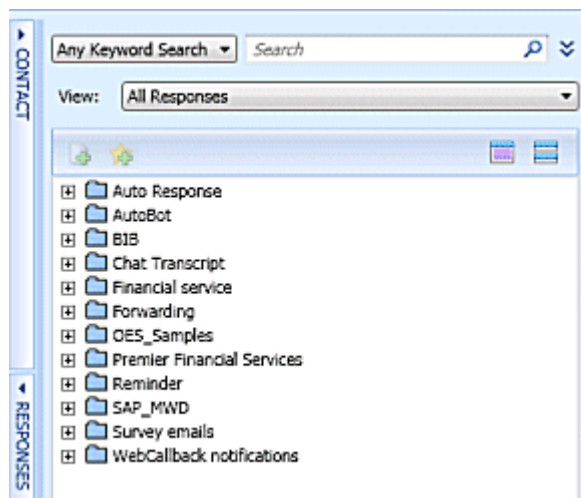 CONTACT
Any Keyword Search
Search
View:
All Responses
Auto Response
AutoBot
BIB
Chat Transcript
Financial service
Forwarding
OES_Samples
Premier Financial Services
Reminder
SAP_MWD
Survey emails
WebCallback notifications
RESPONSES